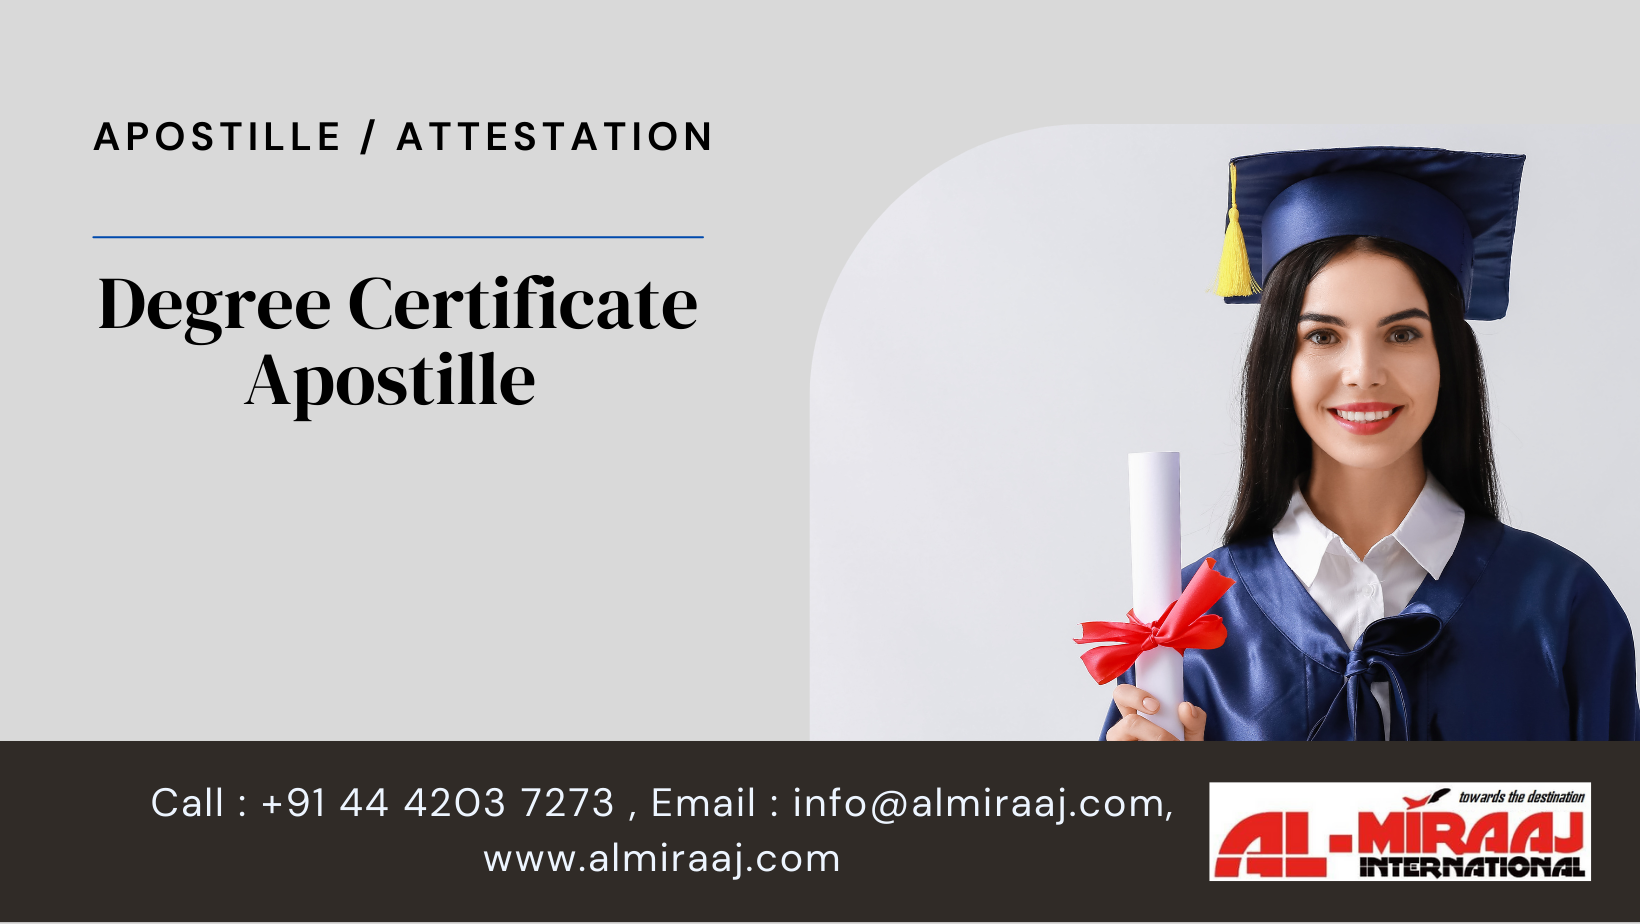 APOSTILLE / ATTESTATION
Degree Certificate
Apostille
Call : +91 44 4203 7273 , Email : info@almiraaj.com,
www.almiraaj.com
towards the destination
AL-MIRAAJ
INTERNATIONAL